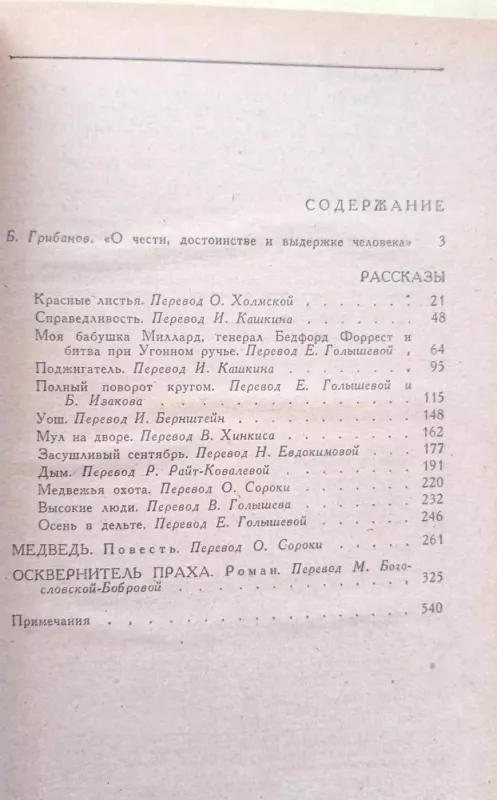 СОДЕРЖАНИЕ
Б. Грибанов. «О чести, достоинстве и выдержке человека» 3
РАССКАЗЫ
Красные листья. Перевод О. Холмской . . . . . . 21
Справедливость. Перевод И. Кашкина . . . . . . 48
Моя бабушка Миллард, генерал Бедфорд Форрест и
битва при Угонном ручье. Перевод Е. Голышевой . 64
Поджигатель. Перевод И. Кашкина . . . . . . . 95
Полный поворот кругом. Перевод Е. Голышевой и
Б. Изакова . . . . . . . . . . . . 115
Уош. Перевод И. Бернштейн . . . . . . . . . 148
Мул на дворе. Перевод В. Хинкиса . . . . . . . 162
Засушливый сентябрь. Перевод Н. Евдокимовой . . . 177
Дым. Перевод Р. Райт-Ковалевой . . . . . . . 191
Медвежья охота. Перевод О. Сороки . . . . . . 220
Высокие люди. Перевод В. Голышева . . . . . . 232
Осень в дельте. Перевод Е. Голышевой . . . . . 246
МЕДВЕДЬ. Повесть. Перевод О. Сороки . . . . . 261
ОСКВЕРНИТЕЛЬ ПРАХА. Роман. Перевод М. Бого-
словской-Бобровой . . . . . . . . . . . . 325
Примечания . . . . . . . . . . . . . . . . 540